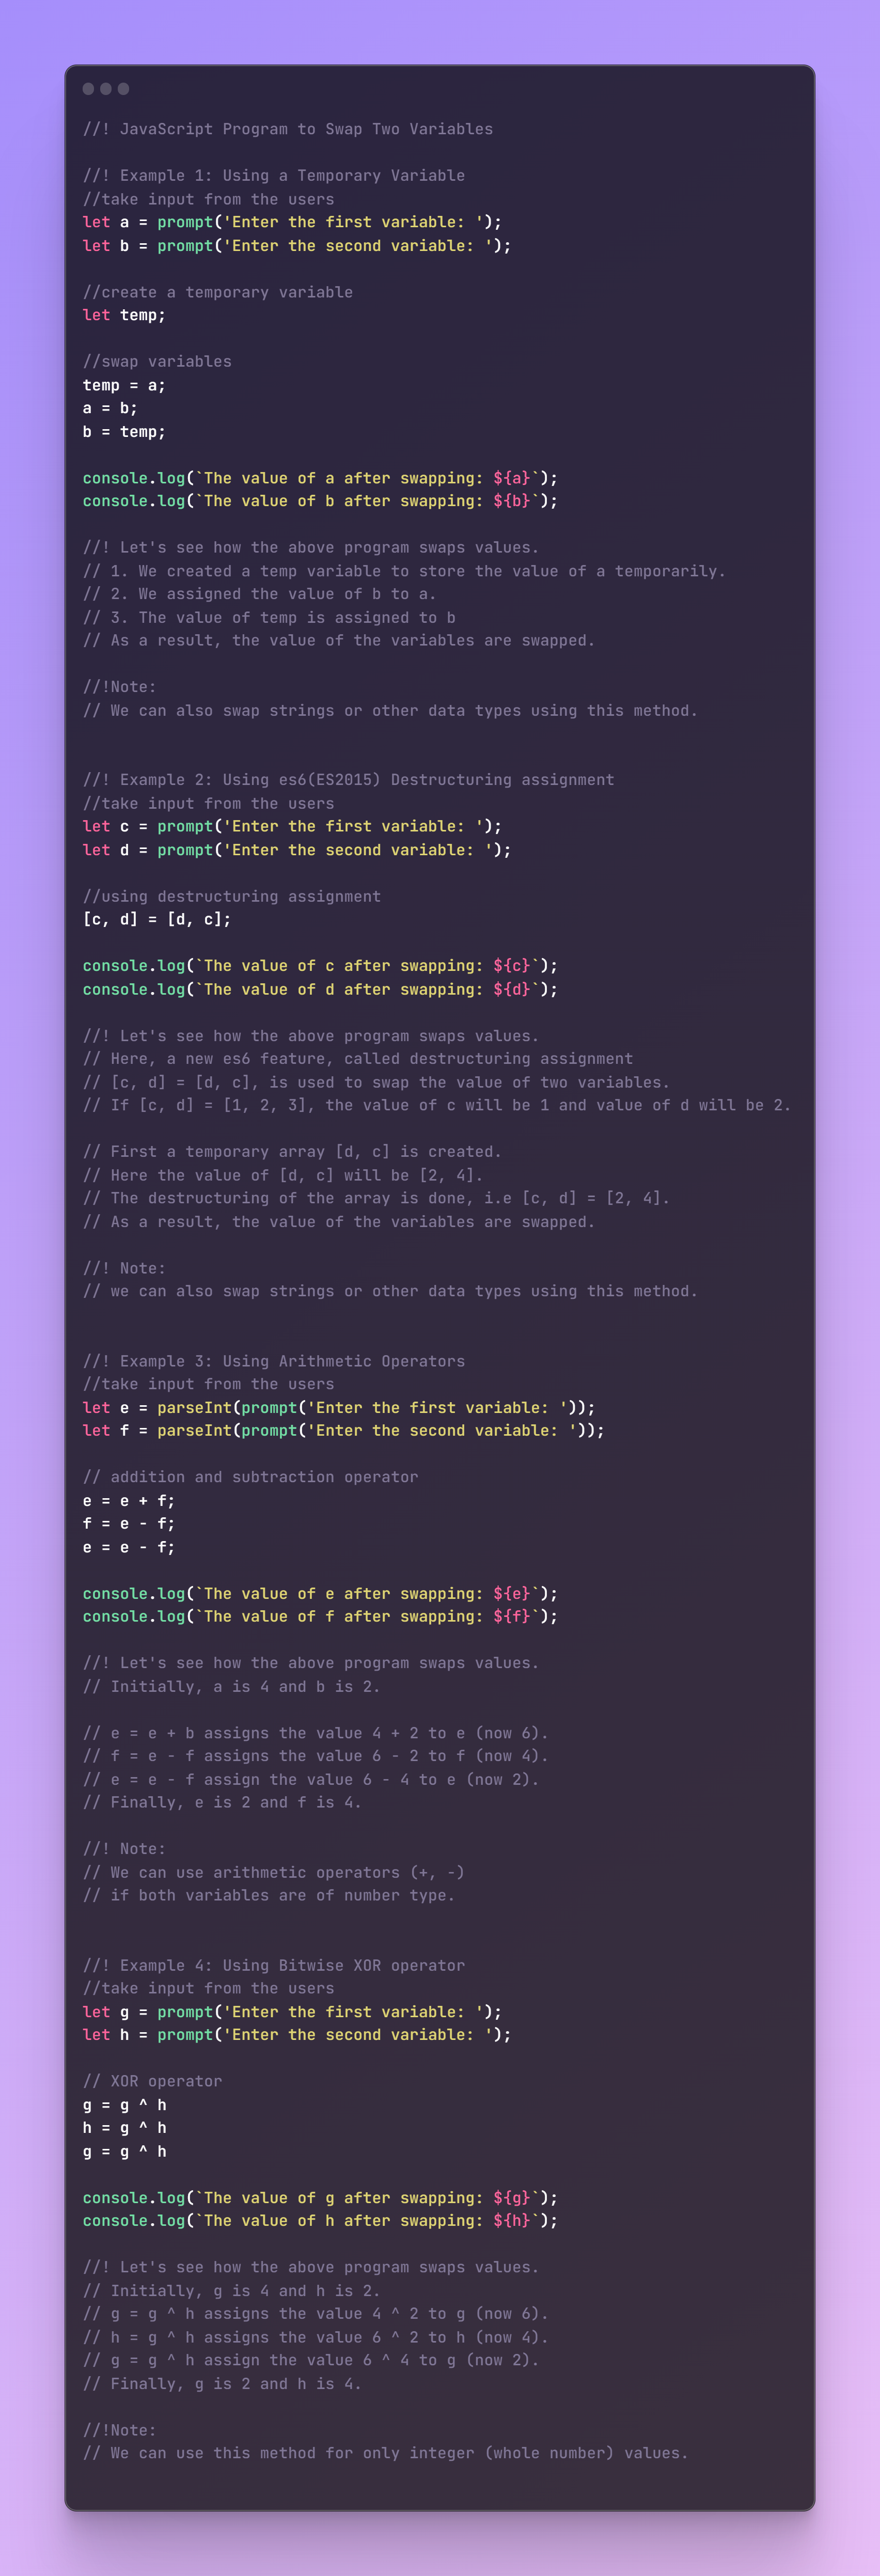 //! JavaScript Program to Swap Two Variables
//! Example 1: Using a Temporary Variable
//take input from the users
let a = prompt('Enter the first variable: ');
let b = prompt('Enter the second variable: ');
//create a temporary variable
let temp;
//swap variables
temp = a;
a = b;
b = temp;
console.log(`The value of a after swapping: ${a}`);
console.log(`The value of b after swapping: ${b}`);
//! Let's see how the above program swaps values.
// 1. We created a temp variable to store the value of a temporarily.
// 2. We assigned the value of b to a.
// 3. The value of temp is assigned to b
// As a result, the value of the variables are swapped.
//!Note:
// We can also swap strings or other data types using this method.
//! Example 2: Using es6(ES2015) Destructuring assignment
//take input from the users
let c = prompt('Enter the first variable: ');
let d = prompt('Enter the second variable: ');
//using destructuring assignment
[c, d] = [d, c];
console.log(`The value of c after swapping: ${c}`);
console.log(`The value of d after swapping: ${d}`);
//! Let's see how the above program swaps values.
// Here, a new es6 feature, called destructuring assignment
// [c, d] = [d, c], is used to swap the value of two variables.
// If [c, d] = [1, 2, 3], the value of c will be 1 and value of d will be 2.
// First a temporary array [d, c] is created.
// Here the value of [d, c] will be [2, 4].
// The destructuring of the array is done, i.e [c, d] = [2, 4].
// As a result, the value of the variables are swapped.
//! Note:
// we can also swap strings or other data types using this method.
//! Example 3: Using Arithmetic Operators
//take input from the users
let e = parseInt(prompt('Enter the first variable: '));
let f = parseInt(prompt('Enter the second variable: '));
// addition and subtraction operator
e = e + f;
f = e - f;
e = e - f;
console.log(`The value of e after swapping: ${e}`);
console.log(`The value of f after swapping: ${f}`);
//! Let's see how the above program swaps values.
// Initially, a is 4 and b is 2.
// e = e + b assigns the value 4 + 2 to e (now 6).
// f = e - f assigns the value 6 - 2 to f (now 4).
// e = e - f assign the value 6 - 4 to e (now 2).
// Finally, e is 2 and f is 4.
//! Note:
// We can use arithmetic operators (+, -)
// if both variables are of number type.
//! Example 4: Using Bitwise XOR operator
//take input from the users
let g = prompt('Enter the first variable: ');
let h = prompt('Enter the second variable: ');
// XOR operator
g = g ^ h
h = g ^ h
g = g ^ h
console.log(`The value of g after swapping: ${g}`);
console.log(`The value of h after swapping: ${h}`);
//! Let's see how the above program swaps values.
// Initially, g is 4 and h is 2.
// g = g ^ h assigns the value 4 ^ 2 to g (now 6).
// h = g ^ h assigns the value 6 ^ 2 to h (now 4).
// g = g ^ h assign the value 6 ^ 4 to g (now 2).
// Finally, g is 2 and h is 4.
//!Note:
// We can use this method for only integer (whole number) values.